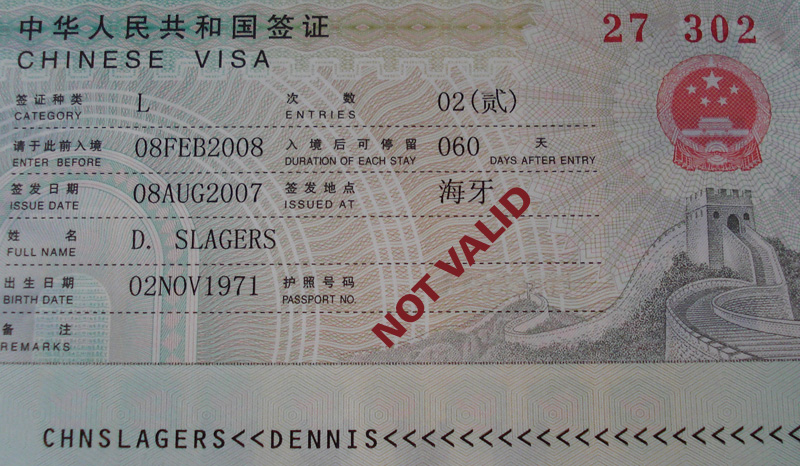 中华人民共和国签证 27 302
CHINESE VISA
签证种类 L 次数 02(贰)
CATEGORY ENTRIES
请于此前入境 08FEB2008 入境后可停留 060 天
ENTER BEFORE DURATION OF EACH STAY DAYS AFTER ENTRY
签发日期 08AUG2007 签发地点 海牙
ISSUE DATE ISSUED AT
姓名 D. SLAGERS
FULL NAME
出生日期 02NOV1971 护照号码
BIRTH DATE PASSPORT NO.
备注
REMARKS
NOT VALID
CHNSLAGERS<<DENNIS<<<<<<<<<<<<<<<<<<<<<